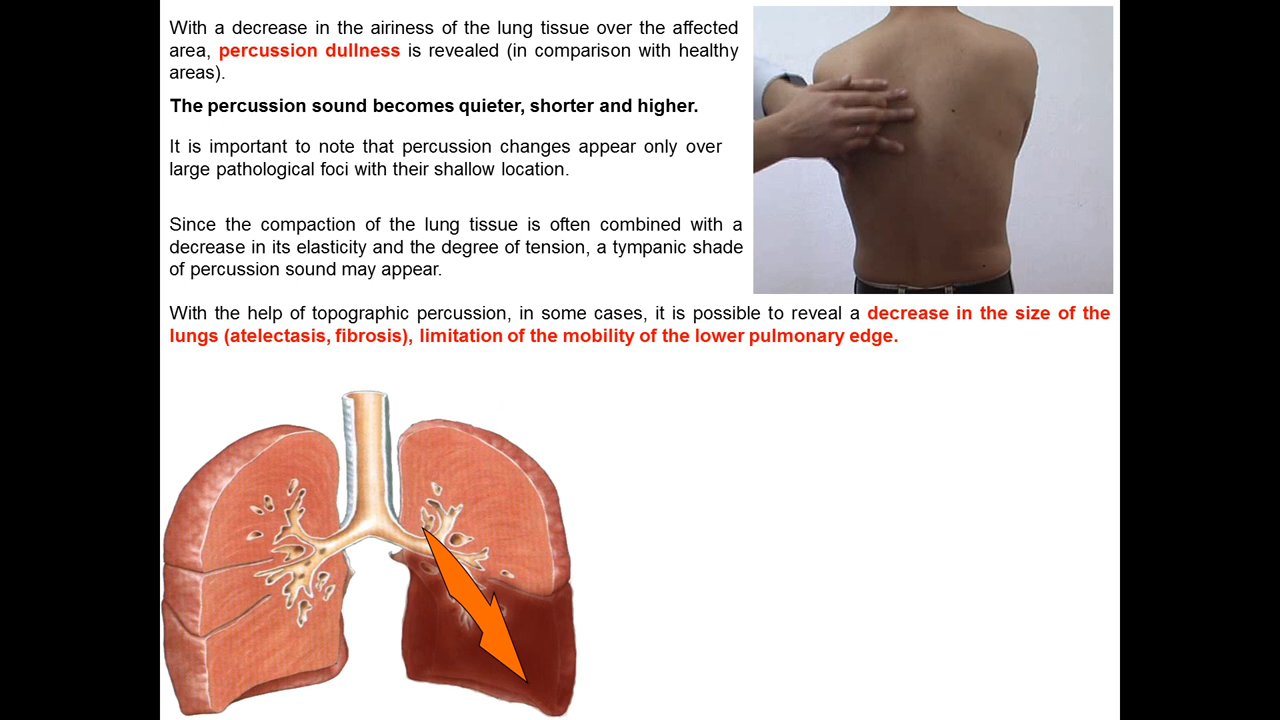 With a decrease in the airiness of the lung tissue over the affected
area, percussion dullness is revealed (in comparison with healthy
areas).
The percussion sound becomes quieter, shorter and higher.
It is important to note that percussion changes appear only over
large pathological foci with their shallow location.
Since the compaction of the lung tissue is often combined with a
decrease in its elasticity and the degree of tension, a tympanic shade
of percussion sound may appear.
With the help of topographic percussion, in some cases, it is possible to reveal a decrease in the size of the
lungs (atelectasis, fibrosis), limitation of the mobility of the lower pulmonary edge.